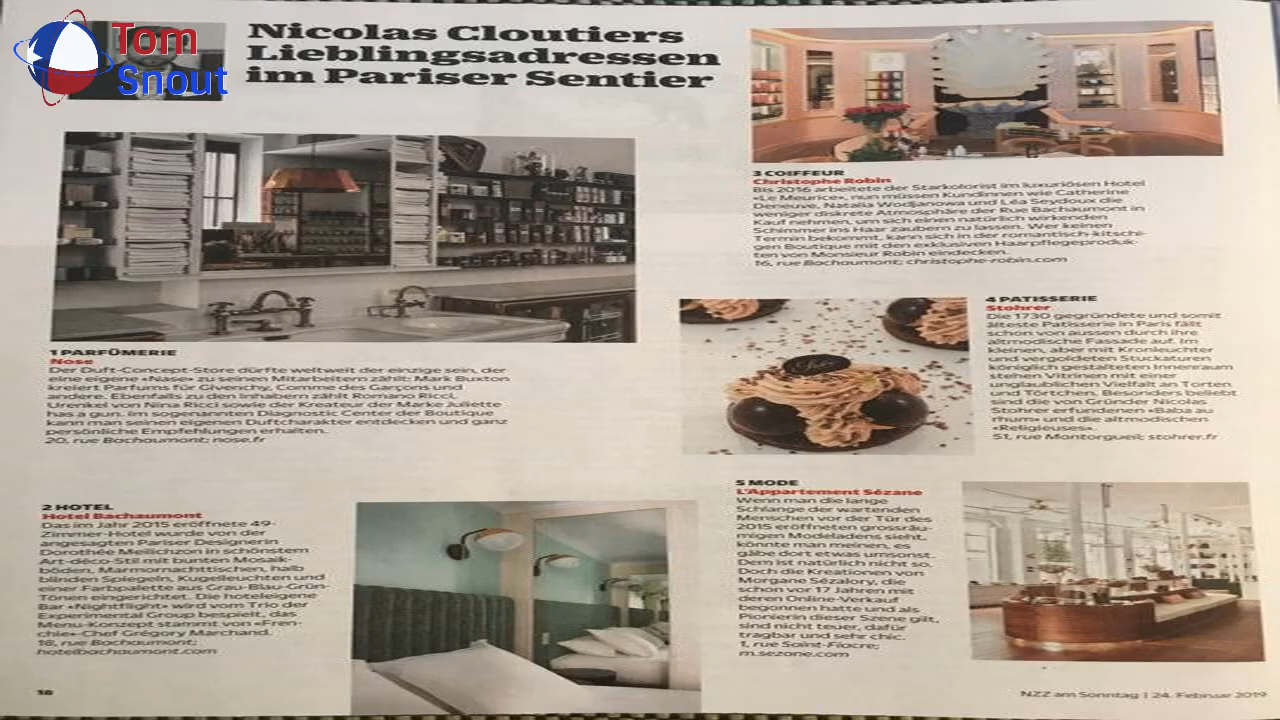 Tom
Snout
Nicolas Cloutiers
Lieblingsadressen
im Pariser Sentier
1 PARFÜMERIE
Nose
Der Duft-Concept-Store dürfte weltweit der einzige sein, der
eine eigene «Nase» zu seinen Mitarbeitern zählt: Mark Buxton
kreiert Parfums für Givenchy, Comme des Garçons und
andere. Ebenfalls zu den Inhabern zählt Romano Ricci,
Urenkel von Nina Ricci sowie der Kreateur der Marke Juliette
has a gun. Im sogenannten Diagnostic Center der Boutique
kann man seinen eigenen Duftcharakter entdecken und ganz
persönliche Empfehlungen erhalten.
20, rue Bachaumont; nose.fr
2 HOTEL
Hotel Bachaumont
Das im Jahr 2015 eröffnete 49-
Zimmer-Hotel wurde von der
angesagten Pariser Designerin
Dorothée Meilichzon in schönstem
Art-déco-Stil mit bunten Mosaik-
böden, Marmornachttischen, halb
blinden Spiegeln, Kugelleuchten und
einer Farbpalette aus Grau-Blau-Grün-
Tönen eingerichtet. Die hoteleigene
Bar «Nightflight» wird vom Trio der
Experimental Group bespielt, das
Menu-Konzept stammt von «Fren-
chie»-Chef Grégory Marchand.
18, rue Bachaumont;
hotelbachaumont.com
3 COIFFEUR
Christophe Robin
Bis 2016 arbeitete der Starkolorist im luxuriösen Hotel
«Le Meurice», nun müssen Kundinnen wie Catherine
Deneuve, Natalia Wodjanowa und Léa Seydoux die
weniger diskrete Atmosphäre der Rue Bachaumont in
Kauf nehmen, um sich einen natürlich wirkenden
Schimmer ins Haar zaubern zu lassen. Wer keinen
Termin bekommt, kann sich in der romantisch-kitschi-
gen Boutique mit den exklusiven Haarpflegeproduk-
ten von Monsieur Robin eindecken.
16, rue Bachaumont; christophe-robin.com
4 PATISSERIE
Stohrer
Die 1730 gegründete und somit
älteste Patisserie in Paris fällt
schon von aussen durch ihre
altmodische Fassade auf. Im
kleinen, aber mit Kronleuchter
und vergoldeten Stuckaturen
königlich gestalteten Innenraum
stehen Vitrinen mit einer
unglaublichen Vielfalt an Torten
und Törtchen. Besonders beliebt
sind die von Gründer Nicolas
Stohrer erfundenen «Baba au
rhum» und die altmodischen
«Religieuses».
51, rue Montorgueil; stohrer.fr
5 MODE
L'Appartement Sézane
Wenn man die lange
Schlange der wartenden
Menschen vor der Tür des
2015 eröffneten grossräu-
migen Modeladens sieht,
könnte man meinen, es
gäbe dort etwas umsonst.
Dem ist natürlich nicht so.
Doch die Kreationen von
Morgane Sézalory, die
schon vor 17 Jahren mit
deren Online-Verkauf
begonnen hatte und als
Pionierin dieser Szene gilt,
sind nicht teuer, dafür
tragbar und sehr chic.
1, rue Saint-Fiacre;
m.sezane.com
18
NZZ am Sonntag | 24. Februar 2019